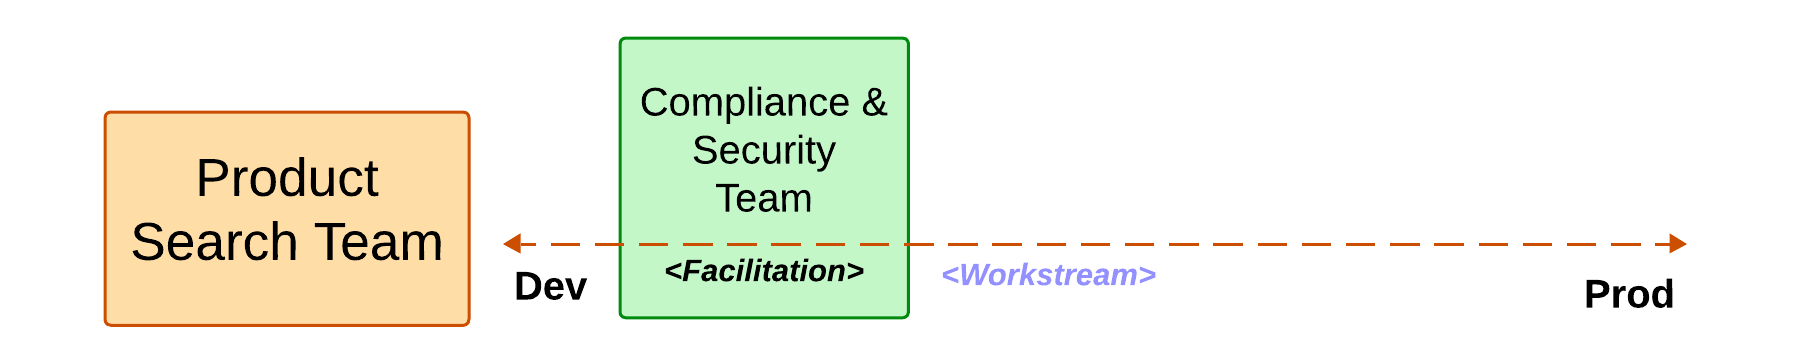 Product
Search Team
Compliance &
Security
Team
<Facilitation>
Dev
<Workstream>
Prod